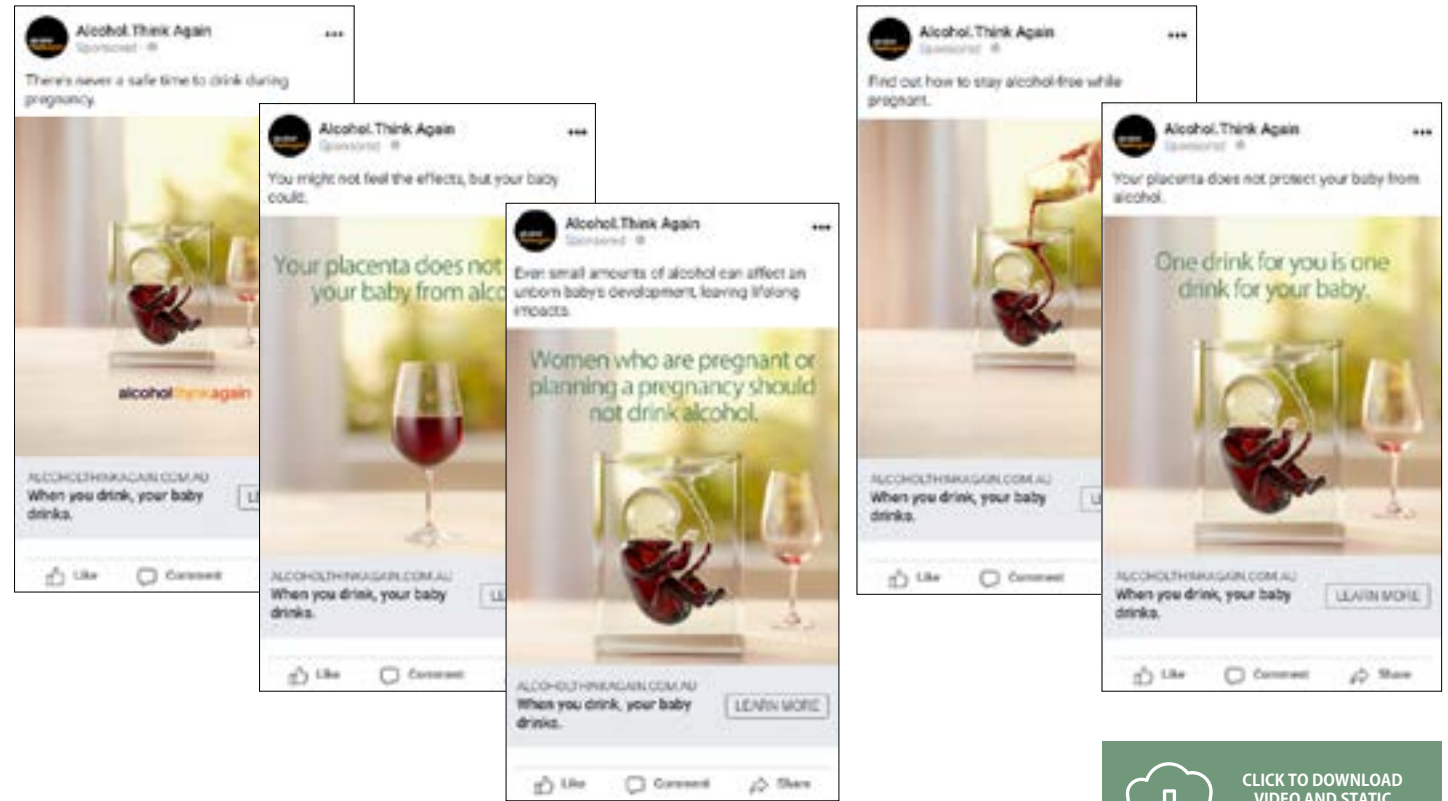 Alcohol.Think Again
Sponsored
There's never a safe time to drink during
pregnancy.
alcoholthinkagain
ALCOHOLTHINKAGAIN.COM.AU
When you drink, your baby
drinks.
Like Comment
Alcohol.Think Again
Sponsored
You might not feel the effects, but your baby
could.
Your placenta does not
your baby from alco
ALCOHOLTHINKAGAIN.COM.AU
When you drink, your baby
drinks.
Like Comment
Alcohol.Think Again
Sponsored
Even small amounts of alcohol can affect an
unborn baby's development, leaving lifelong
impacts.
Women who are pregnant or
planning a pregnancy should
not drink alcohol.
ALCOHOLTHINKAGAIN.COM.AU
When you drink, your baby
drinks.
LEARN MORE
Like Comment Share
Alcohol.Think Again
Sponsored
Find out how to stay alcohol-free while
pregnant.
ALCOHOLTHINKAGAIN.COM.AU
When you drink, your baby
drinks.
Like Comment
Alcohol.Think Again
Sponsored
Your placenta does not protect your baby from
alcohol.
One drink for you is one
drink for your baby.
ALCOHOLTHINKAGAIN.COM.AU
When you drink, your baby
drinks.
LEARN MORE
Like Comment Share
CLICK TO DOWNLOAD
VIDEO AND STATIC